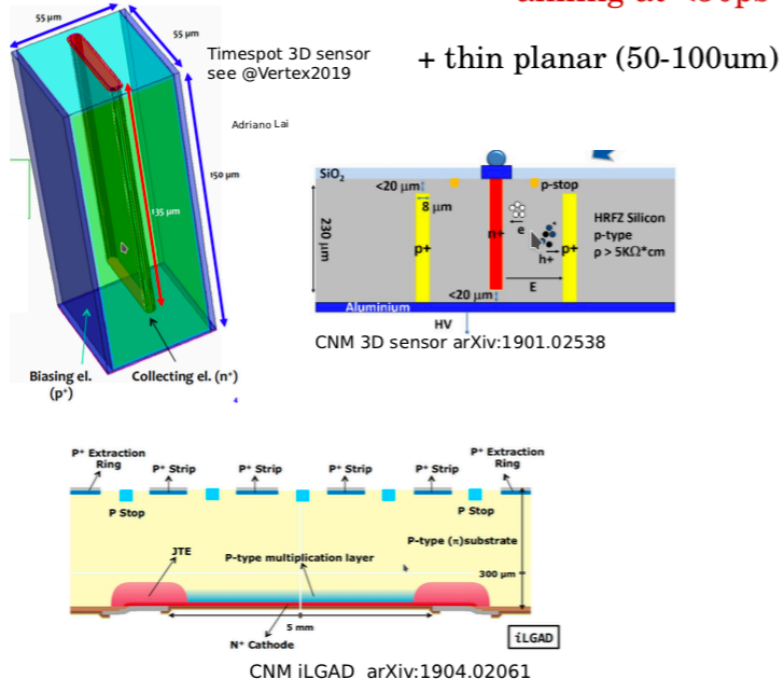 + thin planar (50-100um)
55 µm
55 µm
Timespot 3D sensor
see @Vertex2019
Adriano Lai
150 µm
135 µm
Biasing el.
(p⁺)
Collecting el. (n⁺)
SiO₂
<20 µm
p-stop
8 µm
230 µm
p+
n+
e
h+
p+
HRFZ Silicon
p-type
ρ > 5KΩ*cm
<20 µm
E
Aluminium
HV
CNM 3D sensor arXiv:1901.02538
P⁺ Extraction
Ring
P⁺ Strip
P⁺ Strip
P⁺ Strip
P⁺ Strip
P⁺ Extraction
Ring
P Stop
P Stop
JTE
P-type multiplication layer
P-type (π)substrate
300 µm
5 mm
N⁺ Cathode
iLGAD
CNM iLGAD arXiv:1904.02061